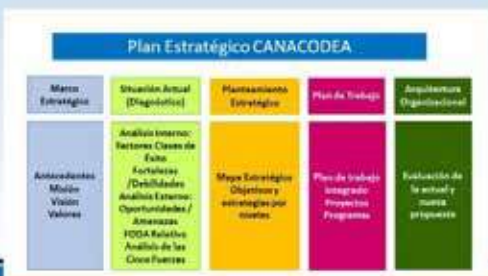 Plan Estratégico CANACODEA
Marco
Estratégico
Situación Actual
(Diagnóstico)
Planteamiento
Estratégico
Plan de Trabajo
Arquitectura
Organizacional
Antecedentes
Misión
Visión
Valores
Análisis Interno:
Factores Claves de
Éxito
Fortalezas
/Debilidades
Análisis Externo:
Oportunidades /
Amenazas
FODA Relativo
Análisis de las
Cinco Fuerzas
Mapa Estratégico
Objetivos y
estrategias por
niveles
Plan de trabajo
integrado
Proyectos
Programas
Evaluación de
la actual y
nueva
propuesta